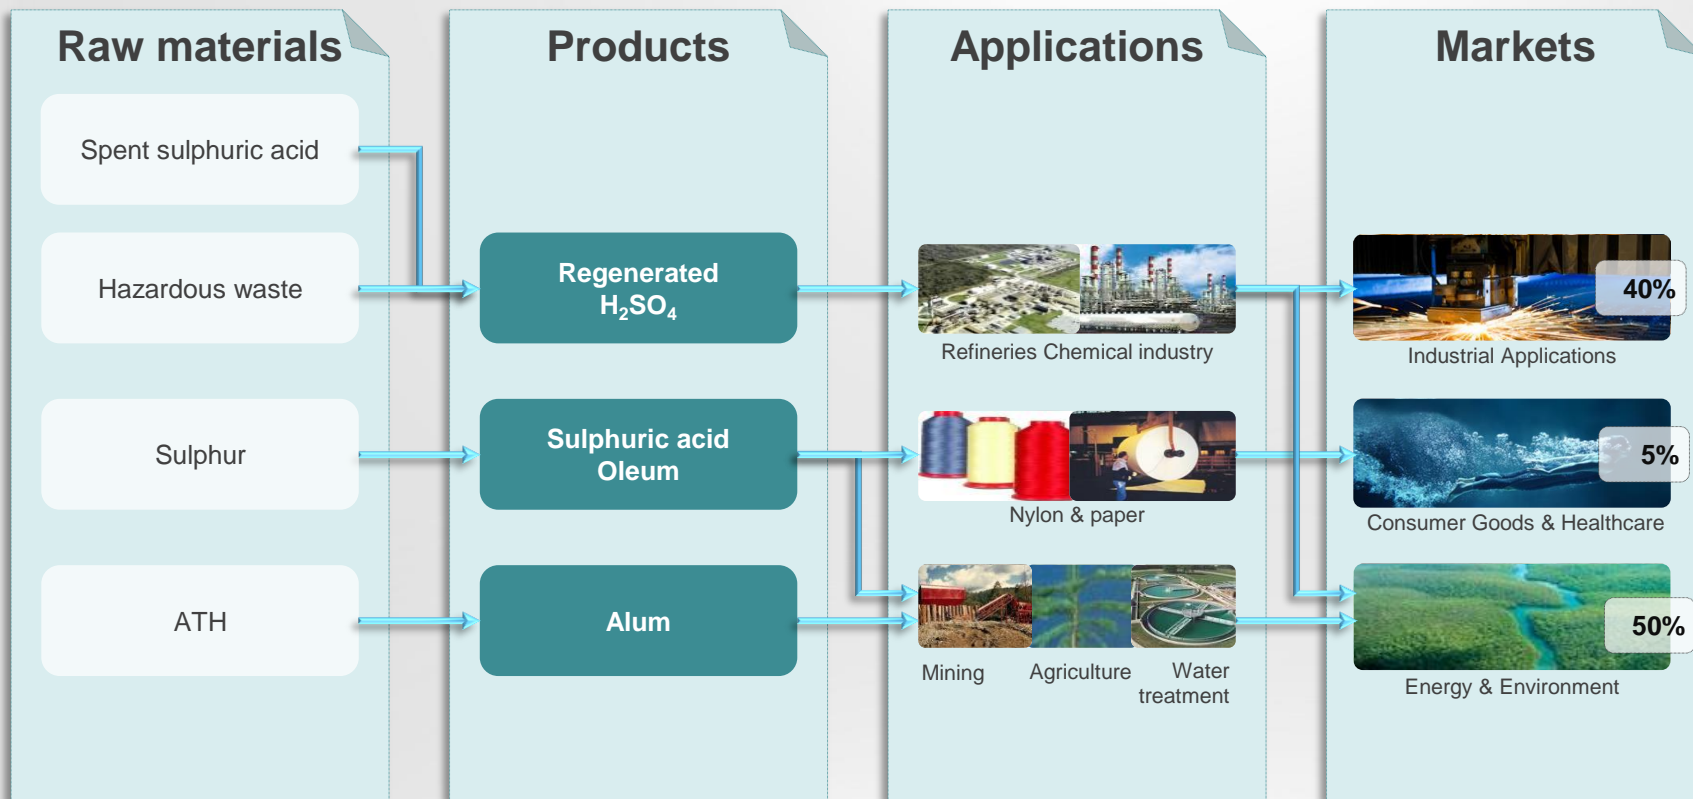 Raw materials
Products
Applications
Markets
Spent sulphuric acid
Hazardous waste
Regenerated
H₂SO₄
Refineries Chemical industry
40%
Industrial Applications
Sulphur
Sulphuric acid
Oleum
Nylon & paper
5%
Consumer Goods & Healthcare
ATH
Alum
Mining
Agriculture
Water
treatment
50%
Energy & Environment